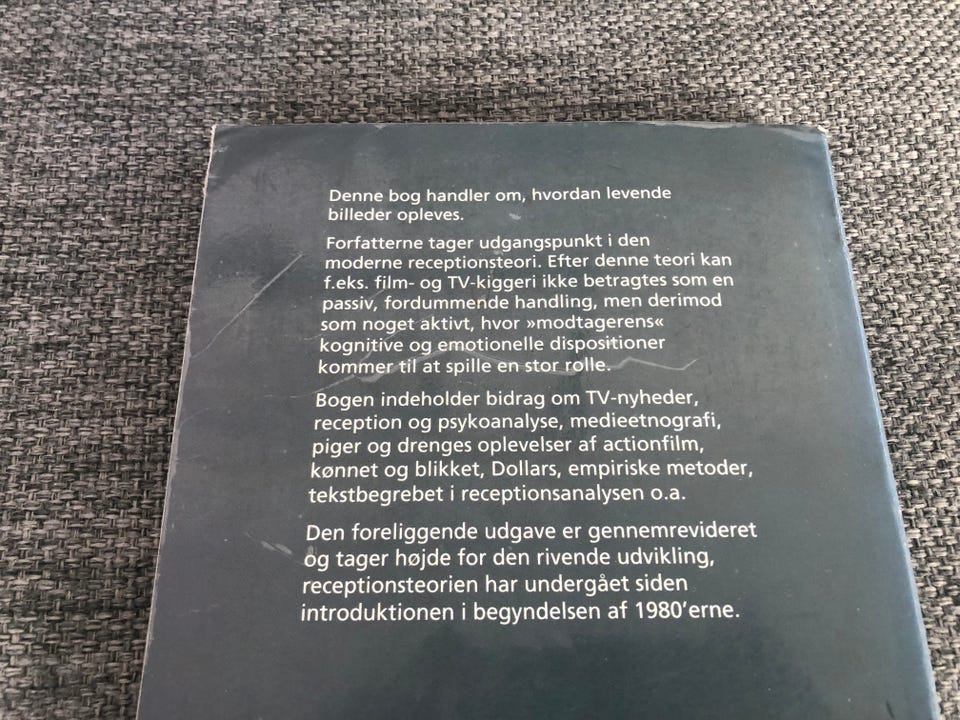 Denne bog handler om, hvordan levende
billeder opleves.
Forfatterne tager udgangspunkt i den
moderne receptionsteori. Efter denne teori kan
f.eks. film- og TV-kiggeri ikke betragtes som en
passiv, fordummende handling, men derimod
som noget aktivt, hvor »modtagerens«
kognitive og emotionelle dispositioner
kommer til at spille en stor rolle.
Bogen indeholder bidrag om TV-nyheder,
reception og psykoanalyse, medieetnografi,
piger og drenges oplevelser af actionfilm,
kønnet og blikket, Dollars, empiriske metoder,
tekstbegrebet i receptionsanalysen o.a.
Den foreliggende udgave er gennemrevideret
og tager højde for den rivende udvikling,
receptionsteorien har undergået siden
introduktionen i begyndelsen af 1980'erne.